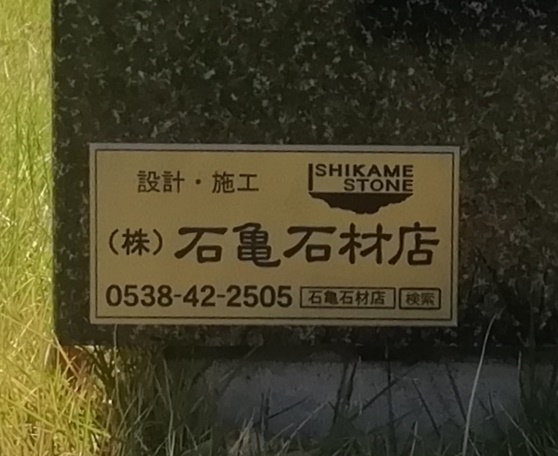 設計・施工
ISHIKAME
STONE
（株）石亀石材店
0538-42-2505 石亀石材店 検索